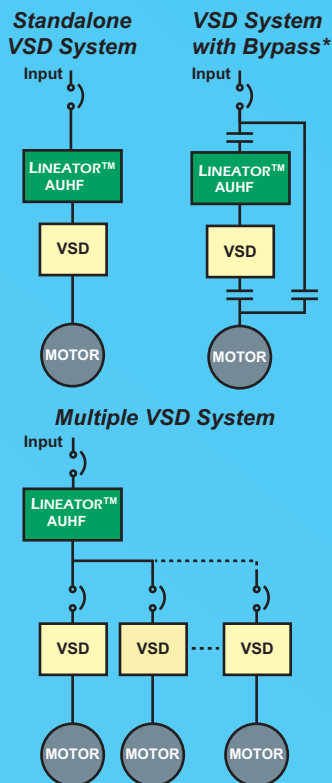 Standalone
VSD System
Input
LINEATOR™
AUHF
VSD
MOTOR
VSD System
with Bypass*
Input
LINEATOR™
AUHF
VSD
MOTOR
Multiple VSD System
Input
LINEATOR™
AUHF
VSD
VSD
VSD
MOTOR
MOTOR
MOTOR